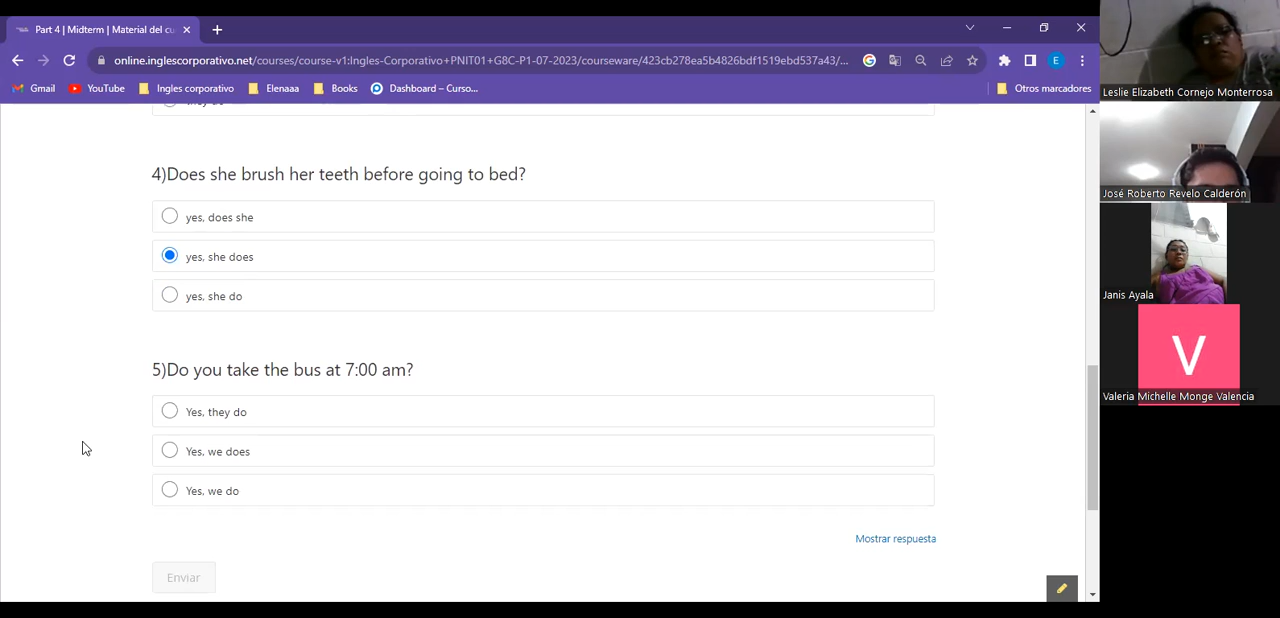 Part 4 | Midterm | Material del cu
online.inglescorporativo.net/courses/course-v1:Ingles-Corporativo+PNIT01+G8C-P1-07-2023/courseware/423cb278ea5b4826bdf1519ebd537a43/...
E
Gmail
YouTube
Ingles corporativo
Elenaaa
Books
Dashboard – Curso...
Otros marcadores
they do
4)Does she brush her teeth before going to bed?
yes, does she
yes, she does
yes, she do
5)Do you take the bus at 7:00 am?
Yes, they do
Yes, we does
Yes, we do
Mostrar respuesta
Enviar
Leslie Elizabeth Cornejo Monterrosa
José Roberto Revelo Calderón
Janis Ayala
V
Valeria Michelle Monge Valencia